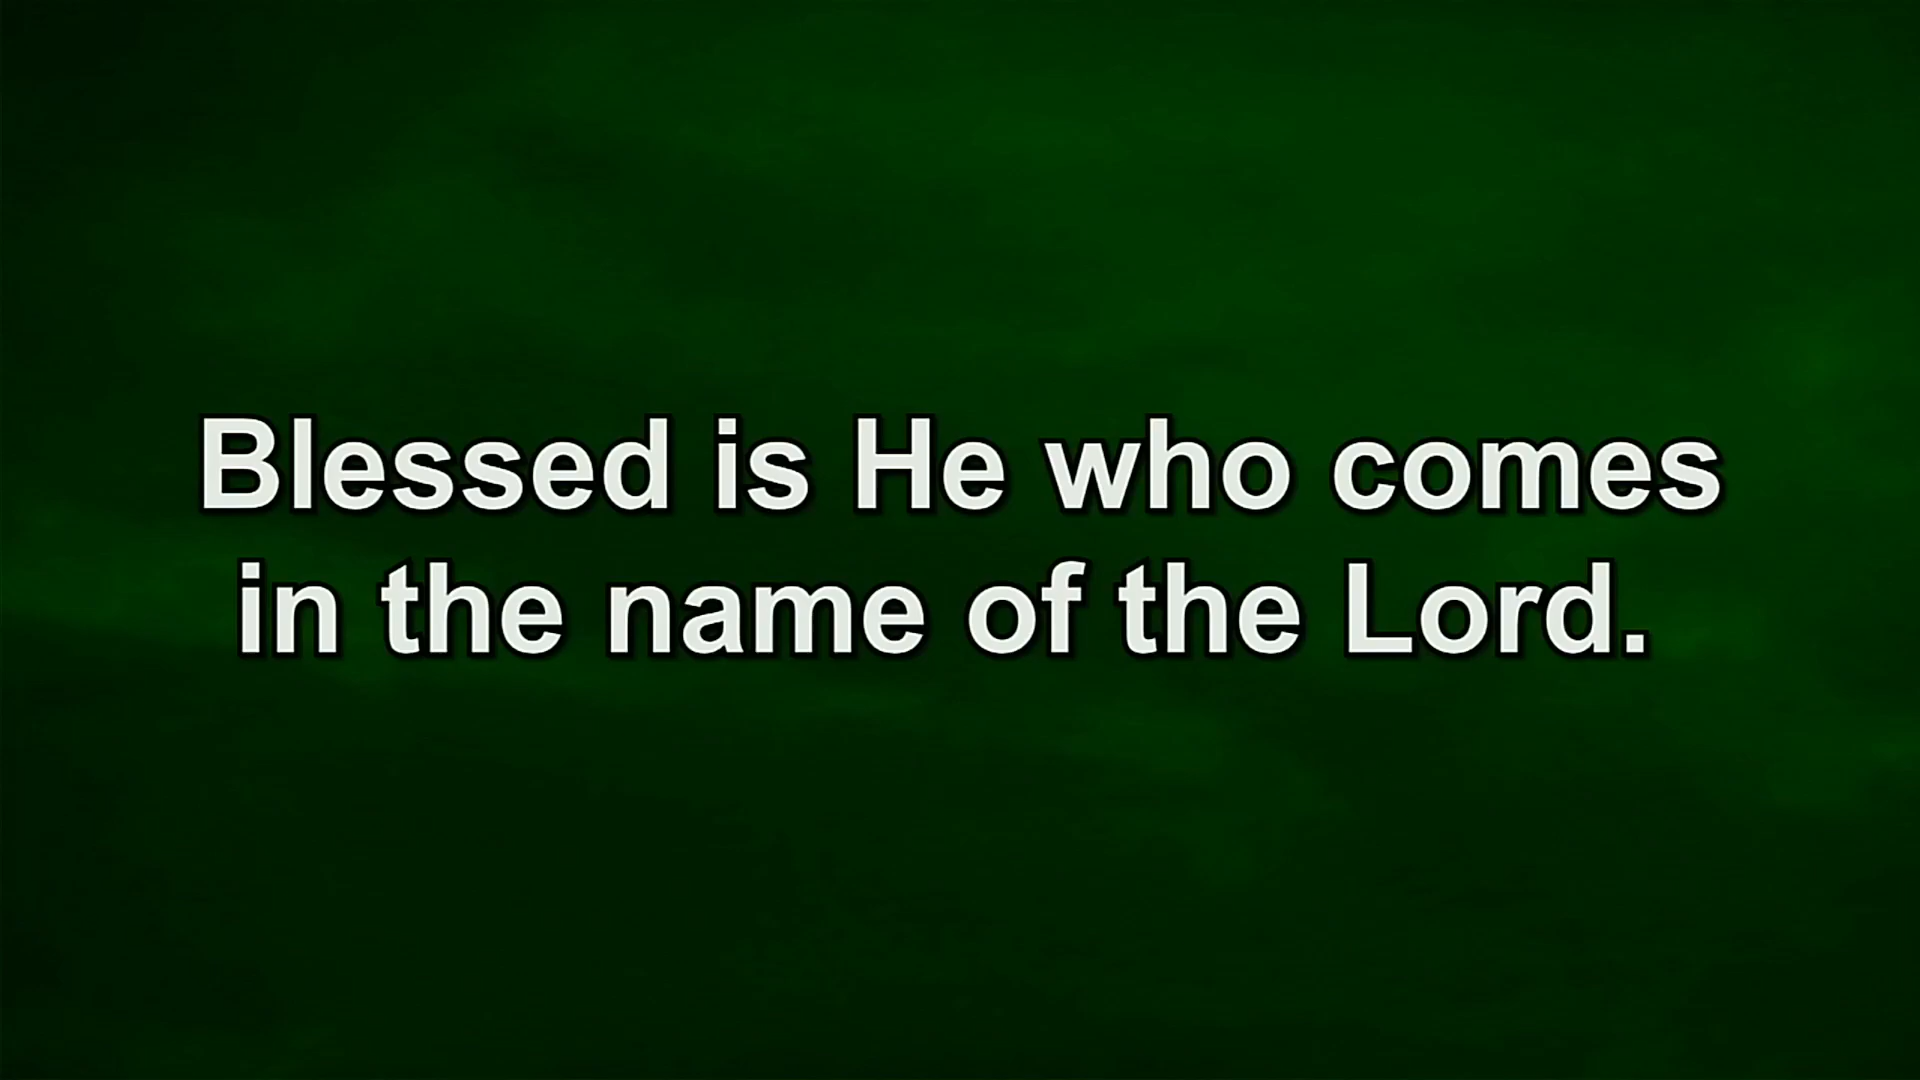 Blessed is He who comes
in the name of the Lord.